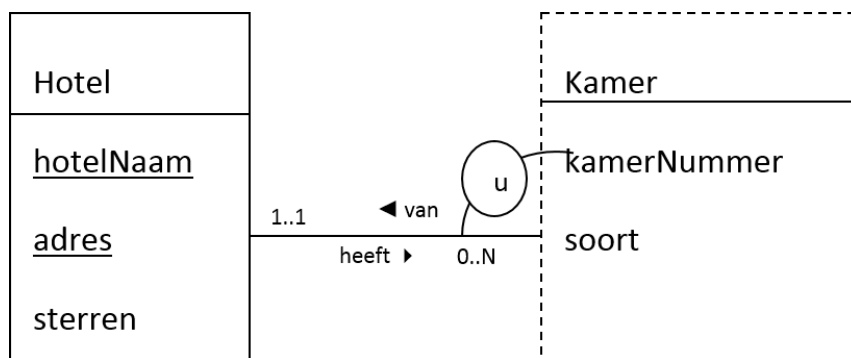 Hotel
hotelNaam
adres
sterren
1..1
◄ van
heeft ►
0..N
u
Kamer
kamerNummer
soort